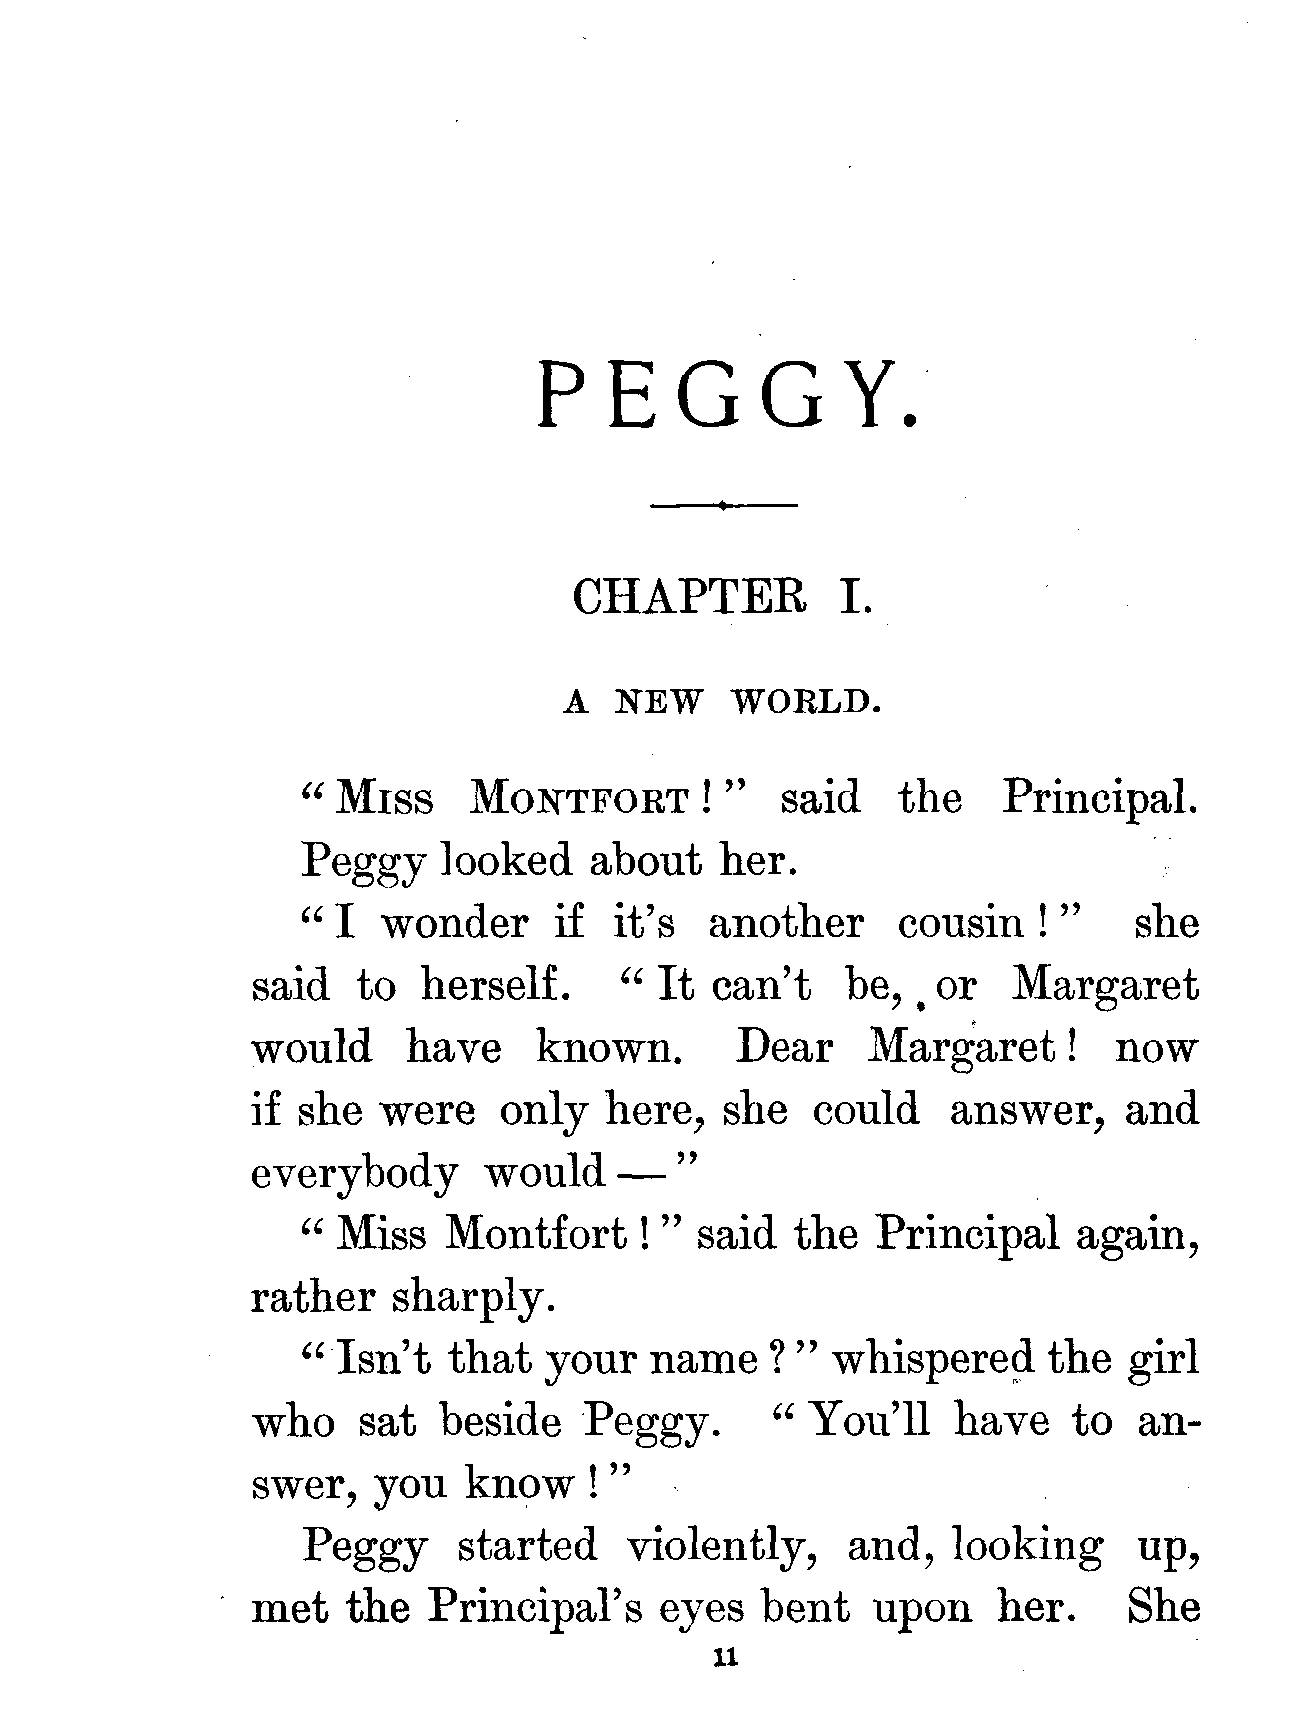 PEGGY.
CHAPTER I.
A NEW WORLD.
“Miss Montfort!” said the Principal.
Peggy looked about her.
“I wonder if it’s another cousin!” she
said to herself. “It can’t be, or Margaret
would have known. Dear Margaret! now
if she were only here, she could answer, and
everybody would—”
“Miss Montfort!” said the Principal again,
rather sharply.
“Isn’t that your name?” whispered the girl
who sat beside Peggy. “You’ll have to an-
swer, you know!”
Peggy started violently, and, looking up,
met the Principal’s eyes bent upon her. She
11